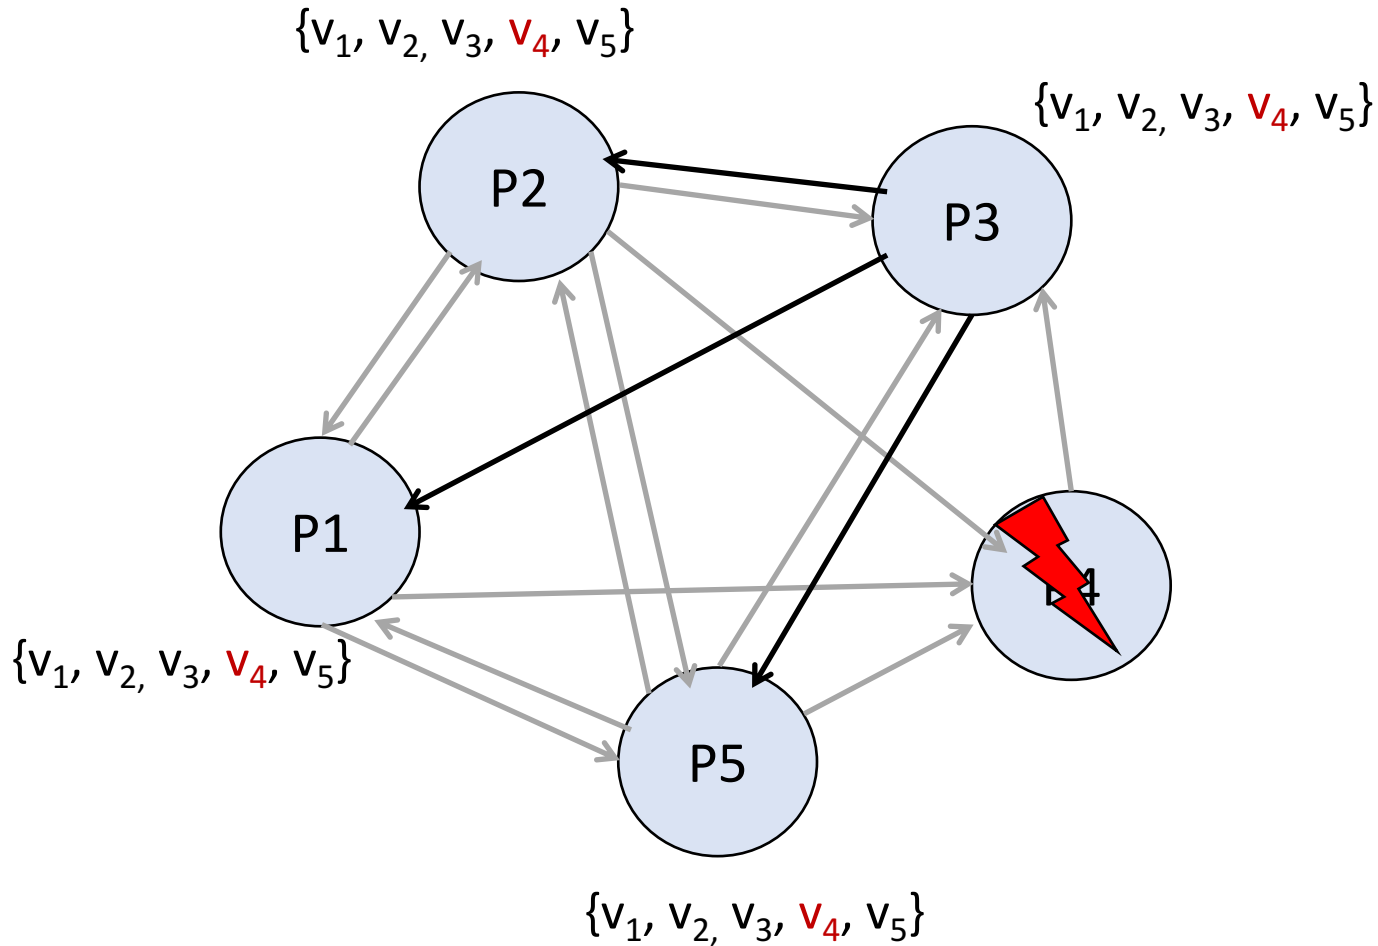 {v₁, v₂, v₃, v₄, v₅}
{v₁, v₂, v₃, v₄, v₅}
P2
P3
P1
P4
{v₁, v₂, v₃, v₄, v₅}
P5
{v₁, v₂, v₃, v₄, v₅}